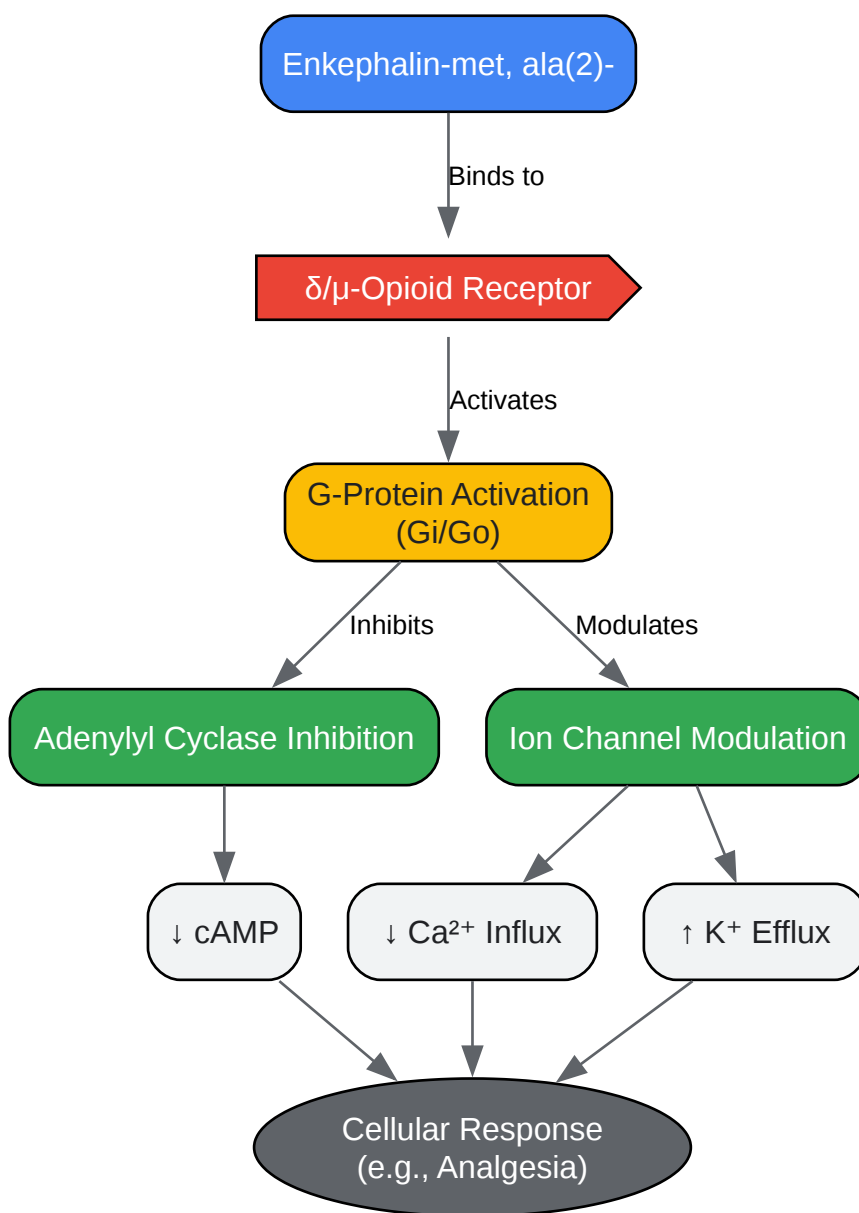 Enkephalin-met, ala(2)-
Binds to
δ/μ-Opioid Receptor
Activates
G-Protein Activation
(Gi/Go)
Inhibits
Modulates
Adenylyl Cyclase Inhibition
Ion Channel Modulation
↓ cAMP
↓ Ca²⁺ Influx
↑ K⁺ Efflux
Cellular Response
(e.g., Analgesia)